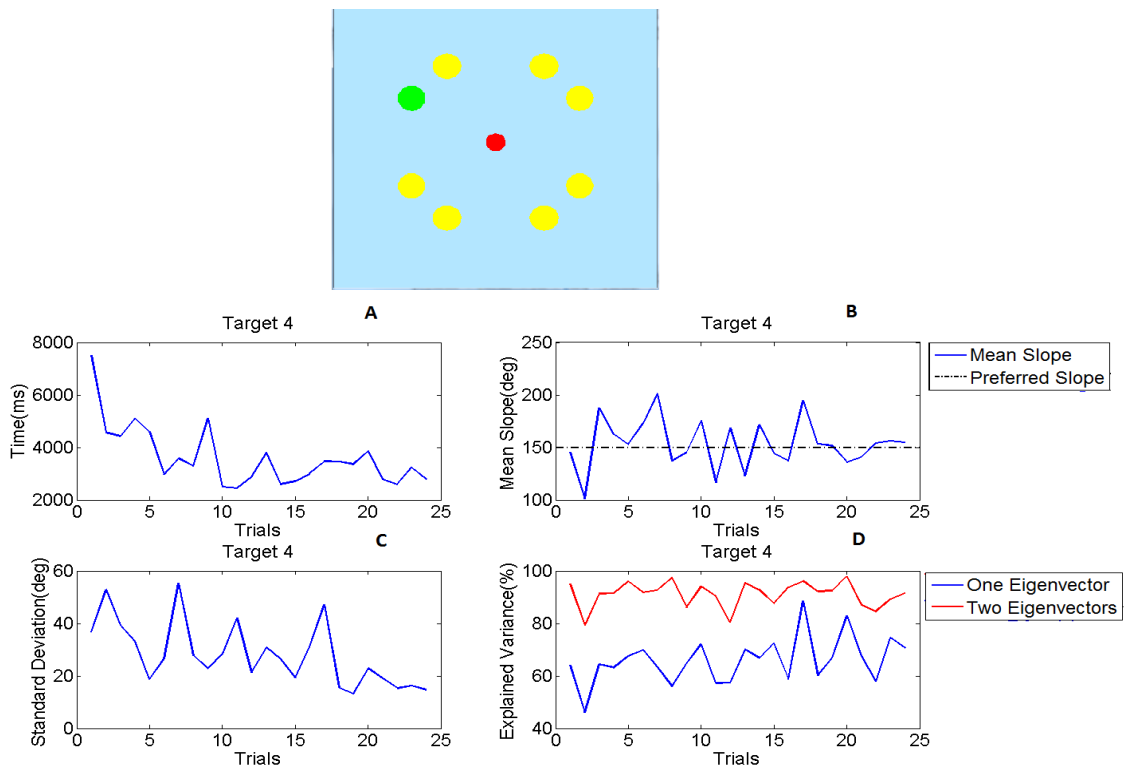 A
Target 4
Time(ms)
8000
6000
4000
2000
0
5
10
15
20
25
Trials
B
Target 4
Mean Slope(deg)
250
200
150
100
0
5
10
15
20
25
Trials
Mean Slope
Preferred Slope
C
Target 4
Standard Deviation(deg)
60
40
20
0
0
5
10
15
20
25
Trials
D
Target 4
Explained Variance(%)
100
80
60
40
0
5
10
15
20
25
Trials
One Eigenvector
Two Eigenvectors